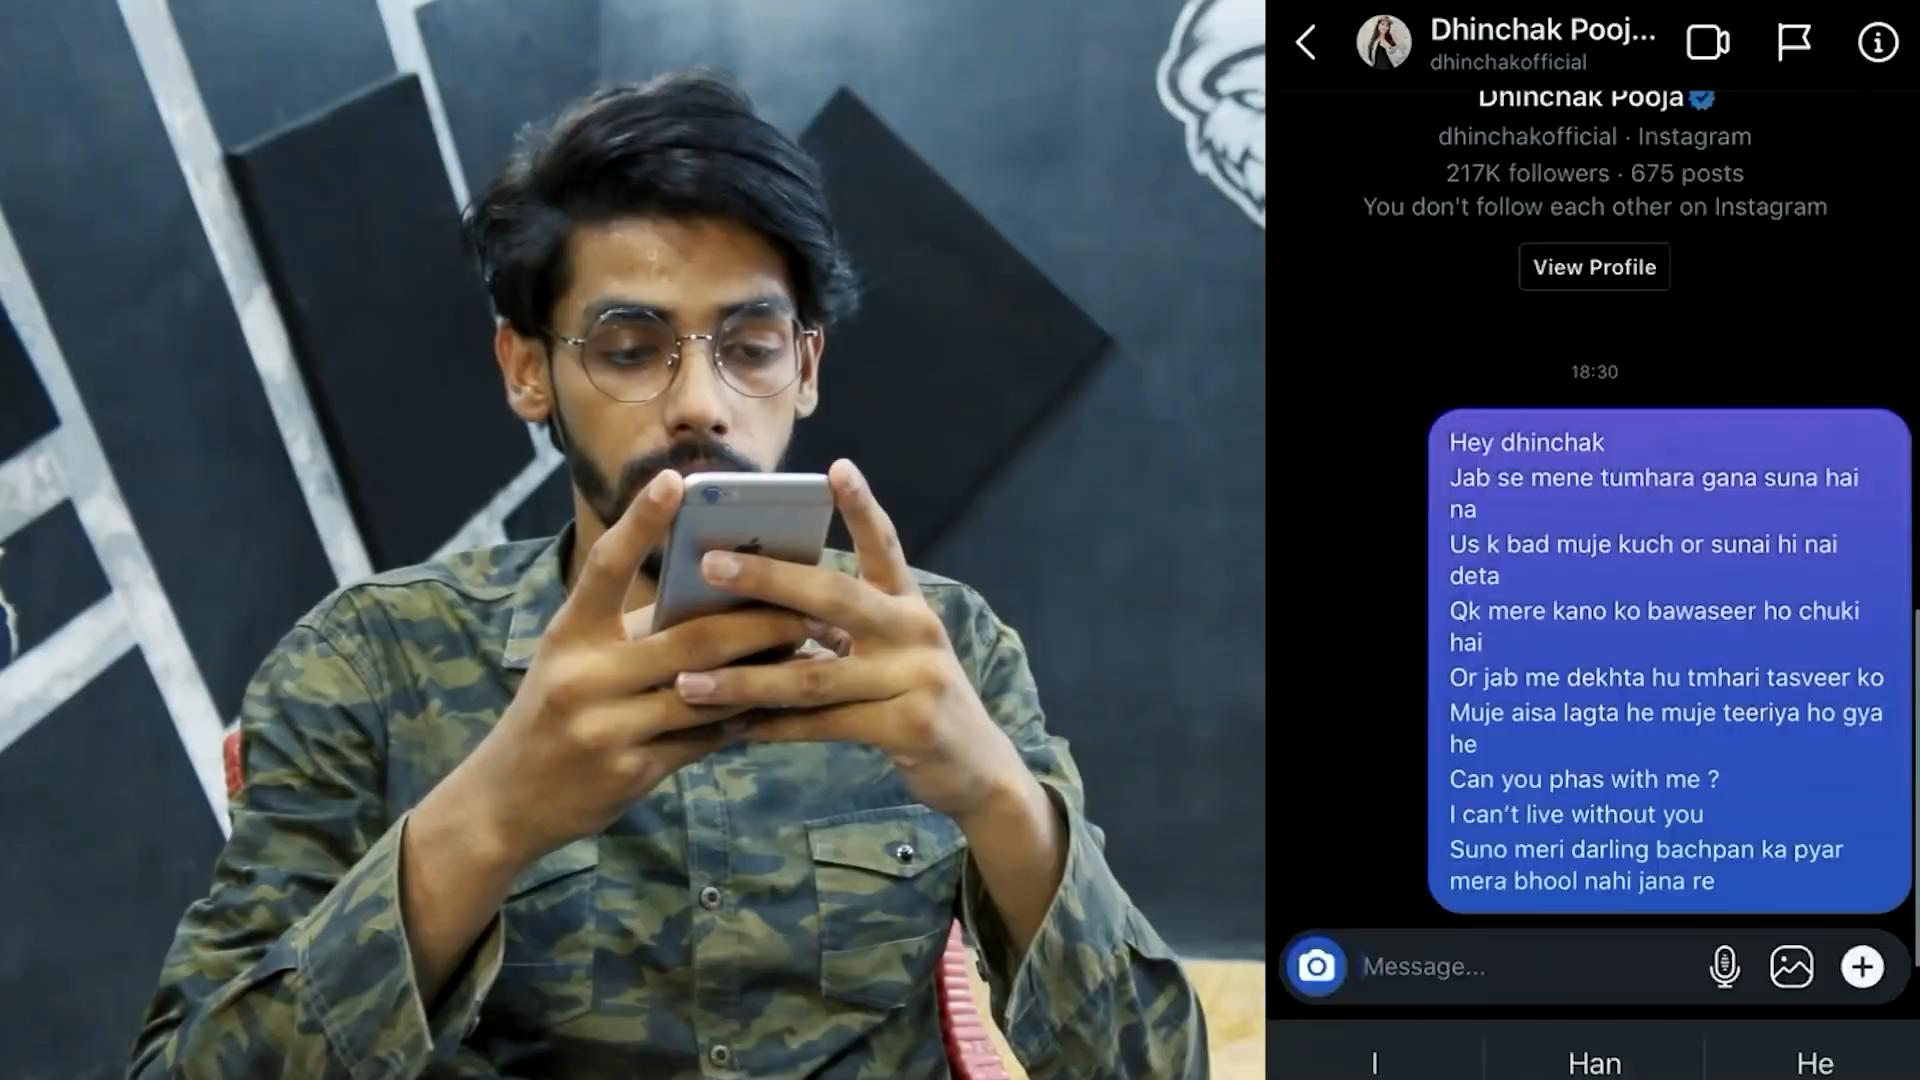 Dhinchak Pooj...
dhinchakofficial
Dhinchak Pooja
dhinchakofficial · Instagram
217K followers · 675 posts
You don't follow each other on Instagram
View Profile
18:30
Hey dhinchak
Jab se mene tumhara gana suna hai
na
Us k bad muje kuch or sunai hi nai
deta
Qk mere kano ko bawaseer ho chuki
hai
Or jab me dekhta hu tmhari tasveer ko
Muje aisa lagta he muje teeriya ho gya
he
Can you phas with me ?
I can't live without you
Suno meri darling bachpan ka pyar
mera bhool nahi jana re
Message...
I Han He